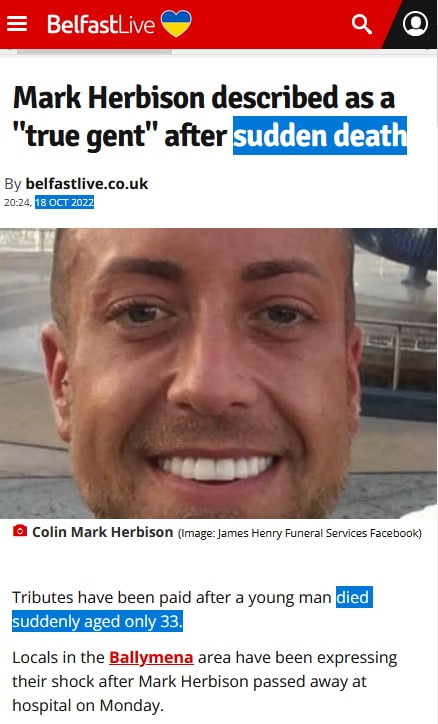 BelfastLive
Mark Herbison described as a
"true gent" after sudden death
By belfastlive.co.uk
20:24, 18 OCT 2022
Colin Mark Herbison (Image: James Henry Funeral Services Facebook)
Tributes have been paid after a young man died
suddenly aged only 33.
Locals in the Ballymena area have been expressing
their shock after Mark Herbison passed away at
hospital on Monday.